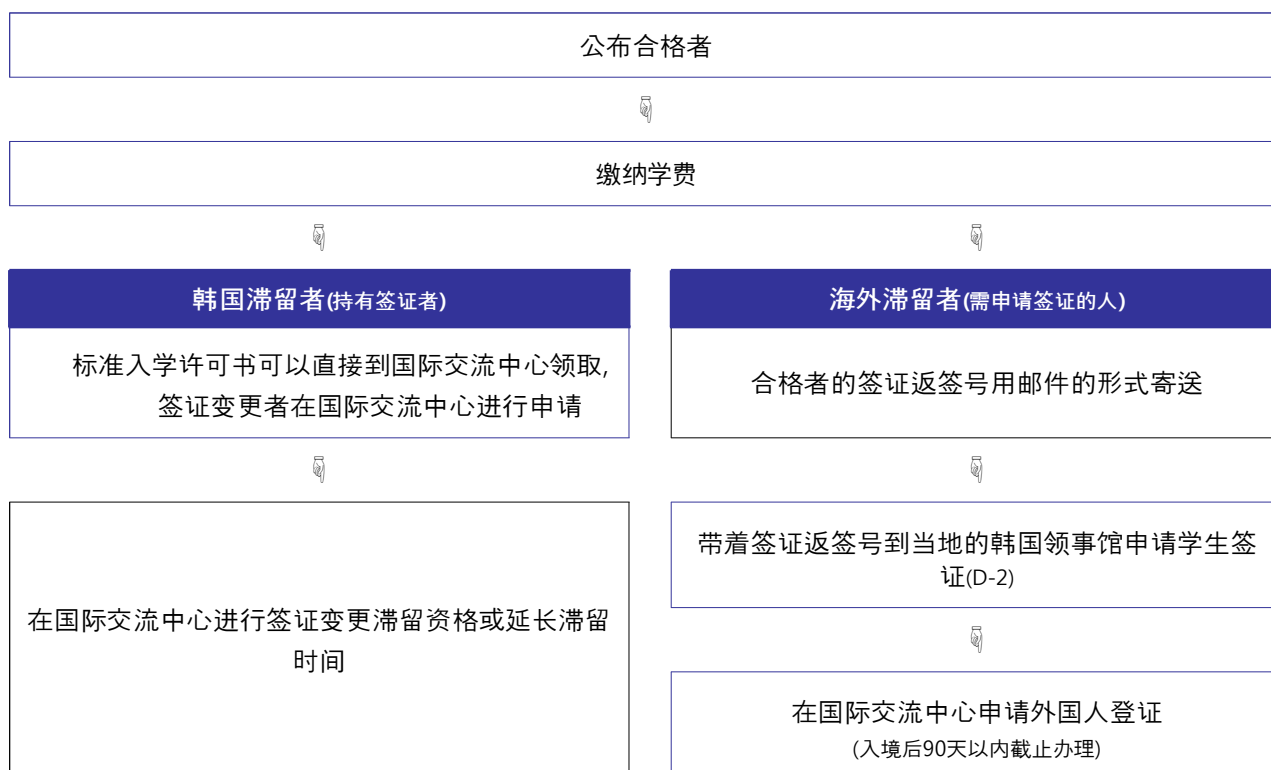 公布合格者
缴纳学费
韩国滞留者(持有签证者)
标准入学许可书可以直接到国际交流中心领取,
签证变更者在国际交流中心进行申请
在国际交流中心进行签证变更滞留资格或延长滞留
时间
海外滞留者(需申请签证的人)
合格者的签证返签号用邮件的形式寄送
带着签证返签号到当地的韩国领事馆申请学生签
证(D-2)
在国际交流中心申请外国人登证
(入境后90天以内截止办理)